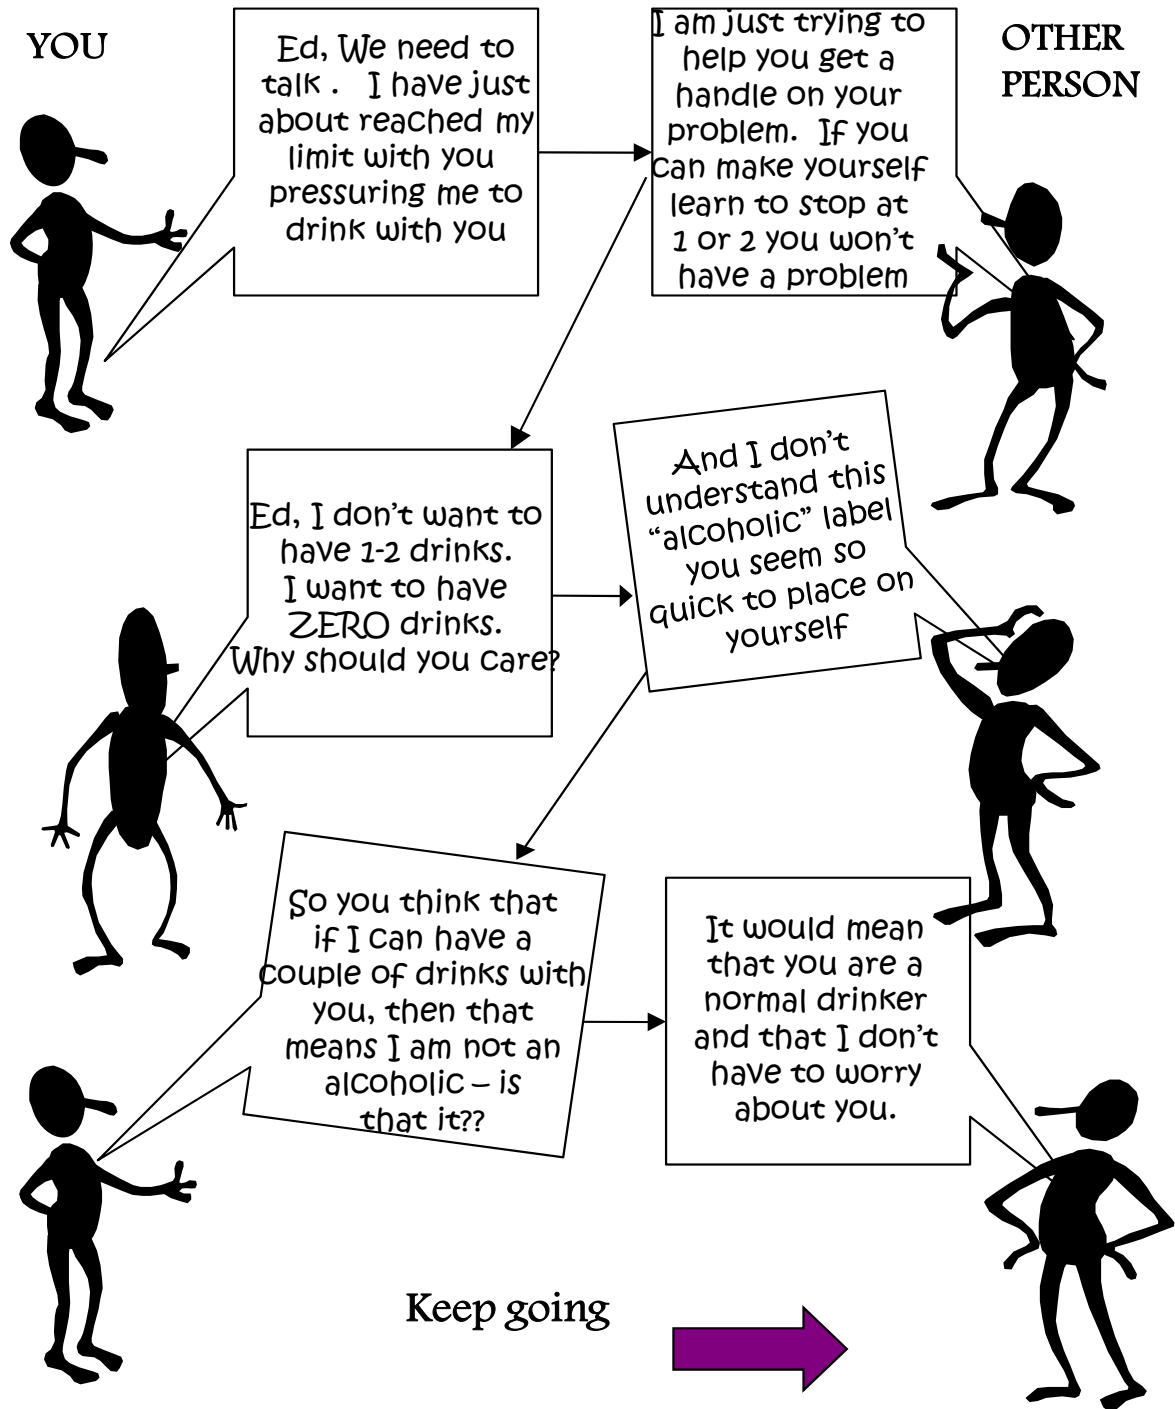 YOU
Ed, We need to
talk .   I have just
about reached my
limit with you
pressuring me to
drink with you
I am just trying to
help you get a
handle on your
problem.  If you
can make yourself
learn to stop at
1 or 2 you won't
have a problem
OTHER
PERSON
Ed, I don't want to
have 1-2 drinks.
I want to have
ZERO drinks.
Why should you care?
And I don't
understand this
“alcoholic” label
you seem so
quick to place on
yourself
So you think that
if I can have a
couple of drinks with
you, then that
means I am not an
alcoholic – is
that it??
It would mean
that you are a
normal drinker
and that I don't
have to worry
about you.
Keep going